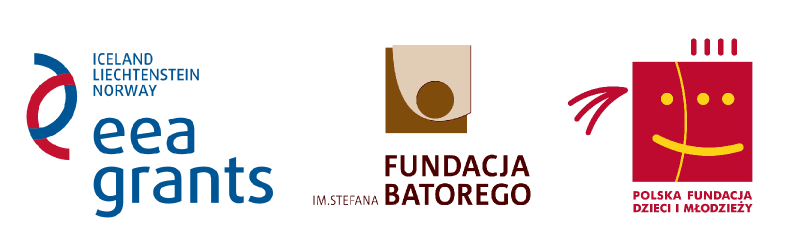 ICELAND
LIECHTENSTEIN
NORWAY
eea
grants
FUNDACJA
IM.STEFANA BATOREGO
POLSKA FUNDACJA
DZIECI I MŁODZIEŻY